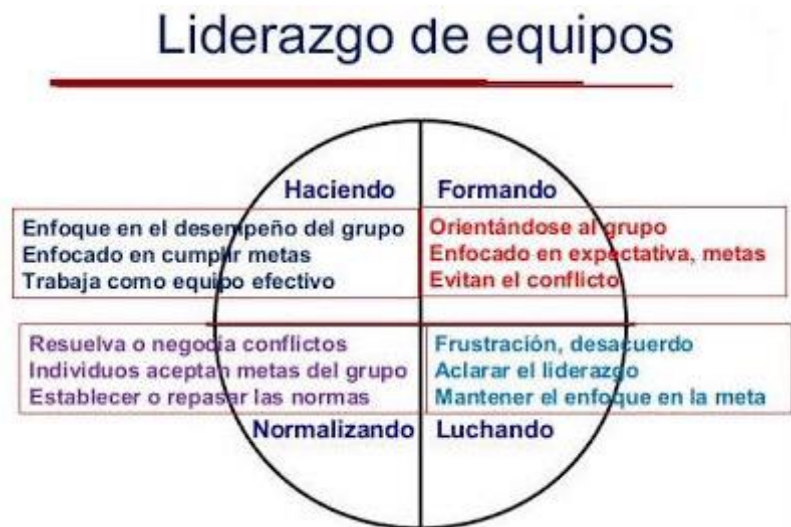 Liderazgo de equipos
Haciendo
Formando
Enfoque en el desempeño del grupo
Enfocado en cumplir metas
Trabaja como equipo efectivo
Orientándose al grupo
Enfocado en expectativa, metas
Evitan el conflicto
Resuelva o negocia conflictos
Individuos aceptan metas del grupo
Establecer o repasar las normas
Frustración, desacuerdo
Aclarar el liderazgo
Mantener el enfoque en la meta
Normalizando
Luchando